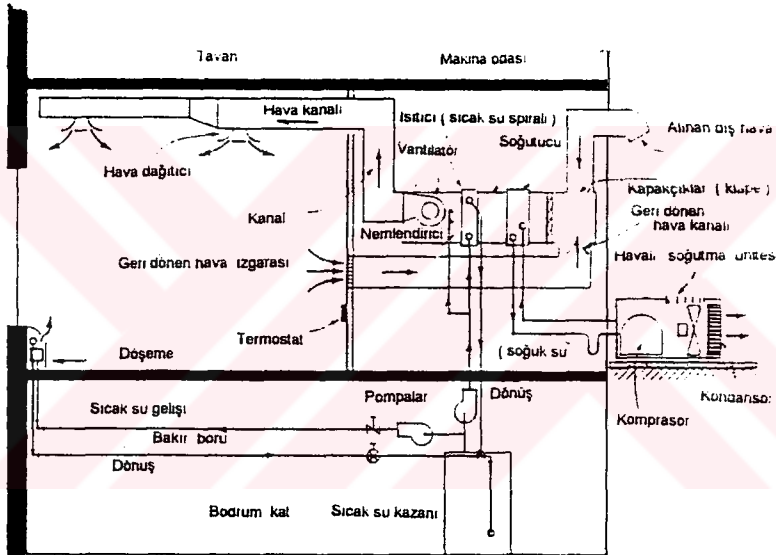 Tavan
Makina odası
Hava kanalı
Isıtıcı ( sıcak su spirali )
Vantilatör
Soğutucu
Alınan dış hava
Hava dağıtıcı
Kapakçıklar ( klape )
Kanal
Nemlendirici
Geri dönen
hava kanalı
Geri dönen hava ızgarası
Havalı soğutma ünitesi
Termostat
Döşeme
( soğuk su
Sıcak su gelişi
Pompalar
Dönüş
Kondansör
Komprasor
Bakır boru
Dönüş
Bodrum kat
Sıcak su kazanı